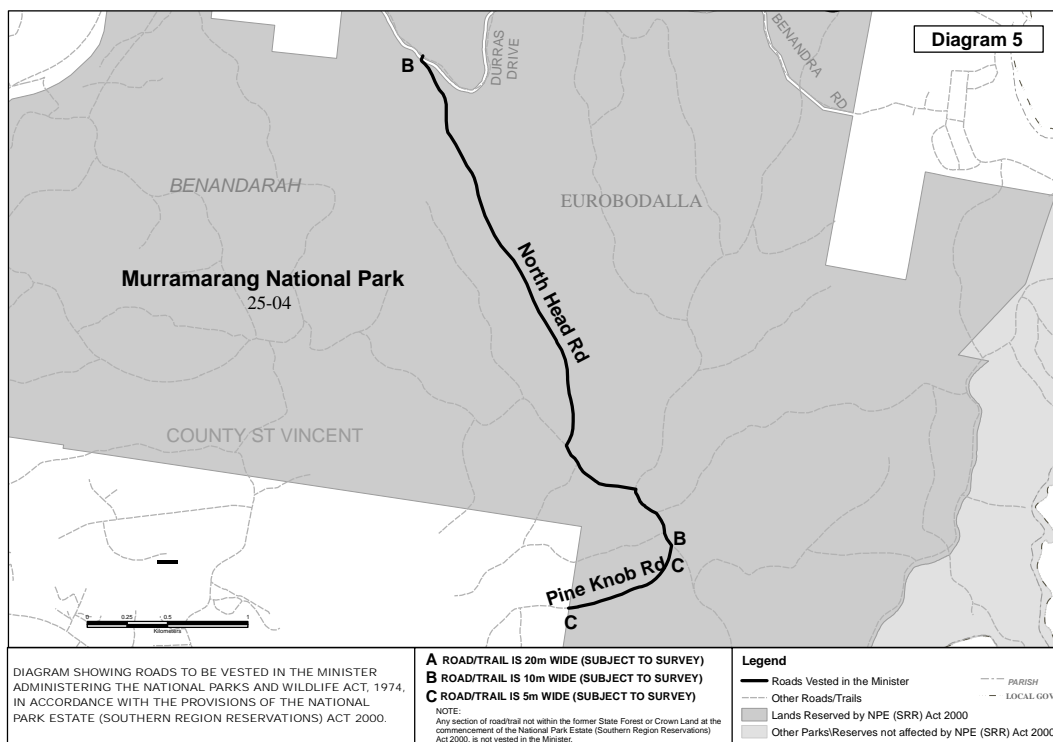 Diagram 5
B
DURRAS
DRIVE
BENANDRA
RD
BENANDARAH
EUROBODALLA
Murramarang National Park
25-04
North Head Rd
COUNTY ST VINCENT
B
C
Pine Knob Rd
C
0 0.25 0.5 1
Kilometers
DIAGRAM SHOWING ROADS TO BE VESTED IN THE MINISTER
ADMINISTERING THE NATIONAL PARKS AND WILDLIFE ACT, 1974,
IN ACCORDANCE WITH THE PROVISIONS OF THE NATIONAL
PARK ESTATE (SOUTHERN REGION RESERVATIONS) ACT 2000.
A ROAD/TRAIL IS 20m WIDE (SUBJECT TO SURVEY)
B ROAD/TRAIL IS 10m WIDE (SUBJECT TO SURVEY)
C ROAD/TRAIL IS 5m WIDE (SUBJECT TO SURVEY)
NOTE:
Any section of road/trail not within the former State Forest or Crown Land at the
commencement of the National Park Estate (Southern Region Reservations)
Act 2000, is not vested in the Minister.
Legend
Roads Vested in the Minister
PARISH
Other Roads/Trails
LOCAL GOV
Lands Reserved by NPE (SRR) Act 2000
Other Parks\Reserves not affected by NPE (SRR) Act 2000